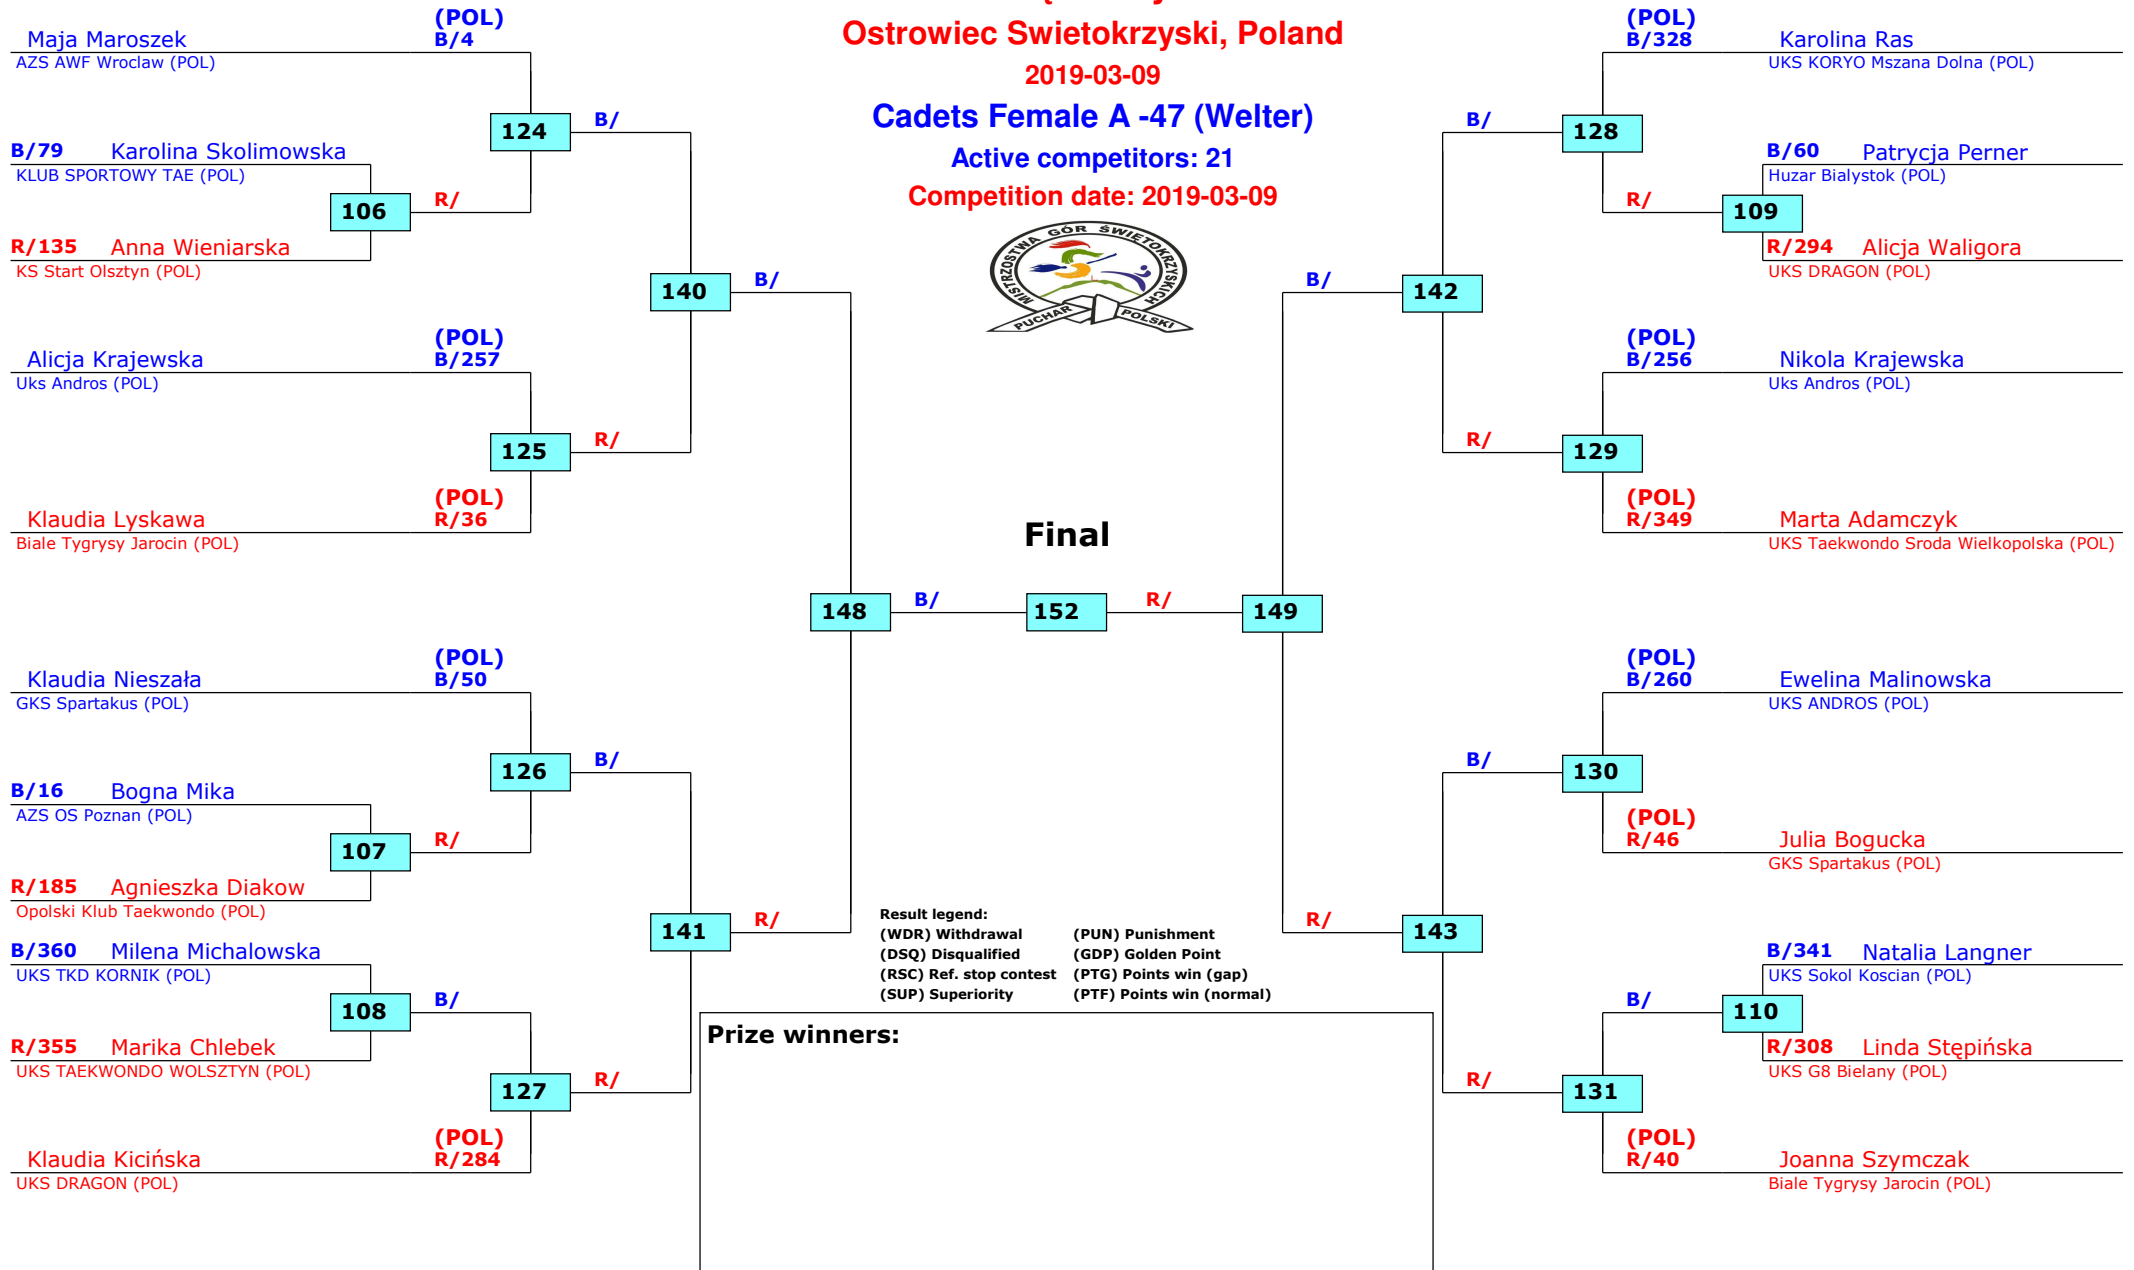 Ostrowiec Swietokrzyski, Poland
2019-03-09
Cadets Female A -47 (Welter)
Active competitors: 21
Competition date: 2019-03-09
MISTRZOSTWA GÓR ŚWIĘTOKRZYSKICH
PUCHAR POLSKI
(POL)
Maja Maroszek B/4
AZS AWF Wroclaw (POL)
124
B/
B/79 Karolina Skolimowska
KLUB SPORTOWY TAE (POL)
106
R/
R/135 Anna Wieniarska
KS Start Olsztyn (POL)
140
B/
(POL)
Alicja Krajewska B/257
Uks Andros (POL)
125
R/
(POL)
Klaudia Lyskawa R/36
Biale Tygrysy Jarocin (POL)
148
B/
(POL)
Klaudia Nieszała B/50
GKS Spartakus (POL)
126
B/
B/16 Bogna Mika
AZS OS Poznan (POL)
107
R/
R/185 Agnieszka Diakow
Opolski Klub Taekwondo (POL)
141
R/
B/360 Milena Michalowska
UKS TKD KORNIK (POL)
108
B/
R/355 Marika Chlebek
UKS TAEKWONDO WOLSZTYN (POL)
127
R/
(POL)
Klaudia Kicińska R/284
UKS DRAGON (POL)
Final
152
R/
149
(POL)
B/328 Karolina Ras
UKS KORYO Mszana Dolna (POL)
B/
128
B/60 Patrycja Perner
Huzar Bialystok (POL)
R/
109
R/294 Alicja Waligora
UKS DRAGON (POL)
B/
142
(POL)
B/256 Nikola Krajewska
Uks Andros (POL)
R/
129
(POL)
R/349 Marta Adamczyk
UKS Taekwondo Sroda Wielkopolska (POL)
(POL)
B/260 Ewelina Malinowska
UKS ANDROS (POL)
B/
130
(POL)
R/46 Julia Bogucka
GKS Spartakus (POL)
R/
143
B/341 Natalia Langner
UKS Sokol Koscian (POL)
B/
110
R/308 Linda Stępińska
UKS G8 Bielany (POL)
R/
131
(POL)
R/40 Joanna Szymczak
Biale Tygrysy Jarocin (POL)
Result legend:
(WDR) Withdrawal (PUN) Punishment
(DSQ) Disqualified (GDP) Golden Point
(RSC) Ref. stop contest (PTG) Points win (gap)
(SUP) Superiority (PTF) Points win (normal)
Prize winners: